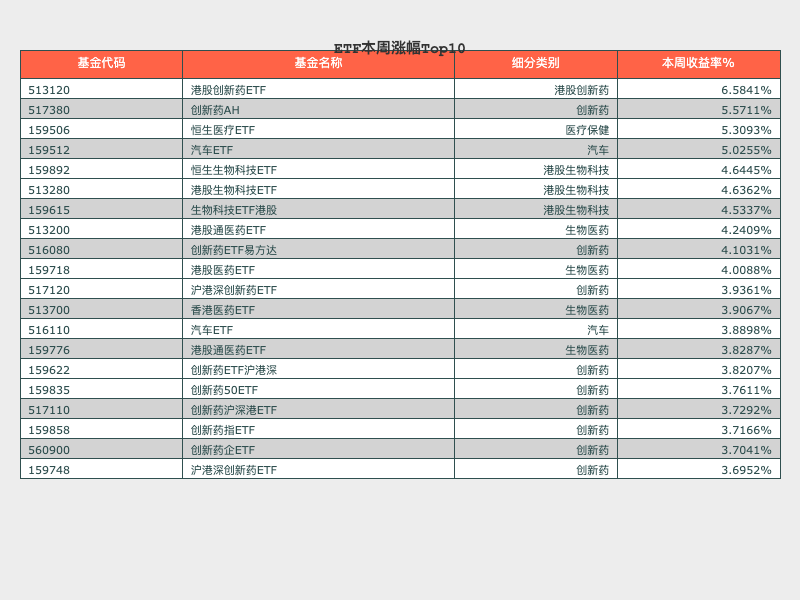 ETF本周涨幅Top10
基金代码 基金名称 细分类别 本周收益率%
513120 港股创新药ETF 港股创新药 6.5841%
517380 创新药AH 创新药 5.5711%
159506 恒生医疗ETF 医疗保健 5.3093%
159512 汽车ETF 汽车 5.0255%
159892 恒生生物科技ETF 港股生物科技 4.6445%
513280 港股生物科技ETF 港股生物科技 4.6362%
159615 生物科技ETF港股 港股生物科技 4.5337%
513200 港股通医药ETF 生物医药 4.2409%
516080 创新药ETF易方达 创新药 4.1031%
159718 港股医药ETF 生物医药 4.0088%
517120 沪港深创新药ETF 创新药 3.9361%
513700 香港医药ETF 生物医药 3.9067%
516110 汽车ETF 汽车 3.8898%
159776 港股通医药ETF 生物医药 3.8287%
159622 创新药ETF沪港深 创新药 3.8207%
159835 创新药50ETF 创新药 3.7611%
517110 创新药沪深港ETF 创新药 3.7292%
159858 创新药指ETF 创新药 3.7166%
560900 创新药企ETF 创新药 3.7041%
159748 沪港深创新药ETF 创新药 3.6952%